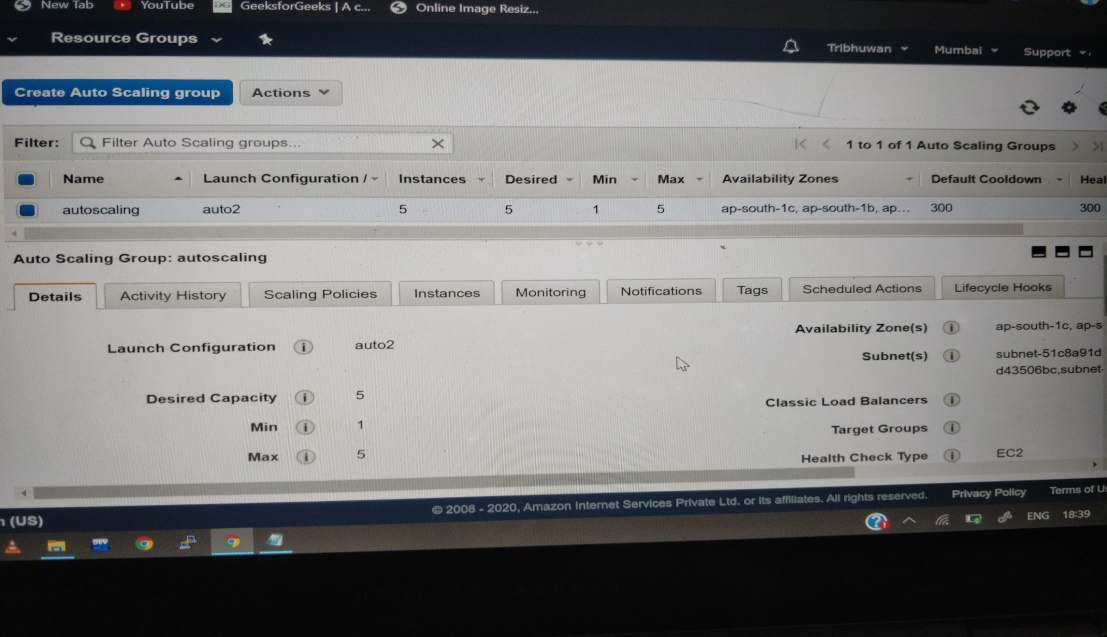 New Tab YouTube GeeksforGeeks | A c... Online Image Resiz...
Resource Groups Tribhuwan Mumbai Support
Create Auto Scaling group Actions
Filter: Filter Auto Scaling groups... 1 to 1 of 1 Auto Scaling Groups
Name Launch Configuration / Instances Desired Min Max Availability Zones Default Cooldown Heal
autoscaling auto2 5 5 1 5 ap-south-1c, ap-south-1b, ap... 300 300
Auto Scaling Group: autoscaling
Details Activity History Scaling Policies Instances Monitoring Notifications Tags Scheduled Actions Lifecycle Hooks
Launch Configuration auto2
Desired Capacity 5
Min 1
Max 5
Availability Zone(s) ap-south-1c, ap-s
Subnet(s) subnet-51c8a91d
d43506bc,subnet-
Classic Load Balancers
Target Groups
Health Check Type EC2
© 2008 - 2020, Amazon Internet Services Private Ltd. or its affiliates. All rights reserved. Privacy Policy Terms of Us
(US)
DEV ENG 18:39